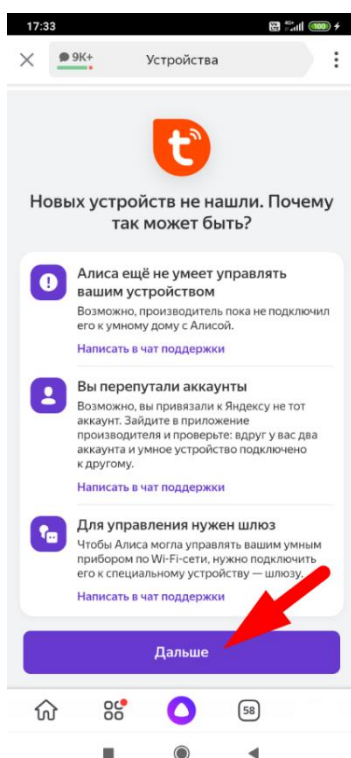 17:33
100
9K+
Устройства
Новых устройств не нашли. Почему
так может быть?
Алиса ещё не умеет управлять
вашим устройством
Возможно, производитель пока не подключил
его к умному дому с Алисой.
Написать в чат поддержки
Вы перепутали аккаунты
Возможно, вы привязали к Яндексу не тот
аккаунт. Зайдите в приложение
производителя и проверьте: вдруг у вас два
аккаунта и умное устройство подключено
к другому.
Написать в чат поддержки
Для управления нужен шлюз
Чтобы Алиса могла управлять вашим умным
прибором по Wi-Fi-сети, нужно подключить
его к специальному устройству — шлюзу.
Написать в чат поддержки
Дальше
58